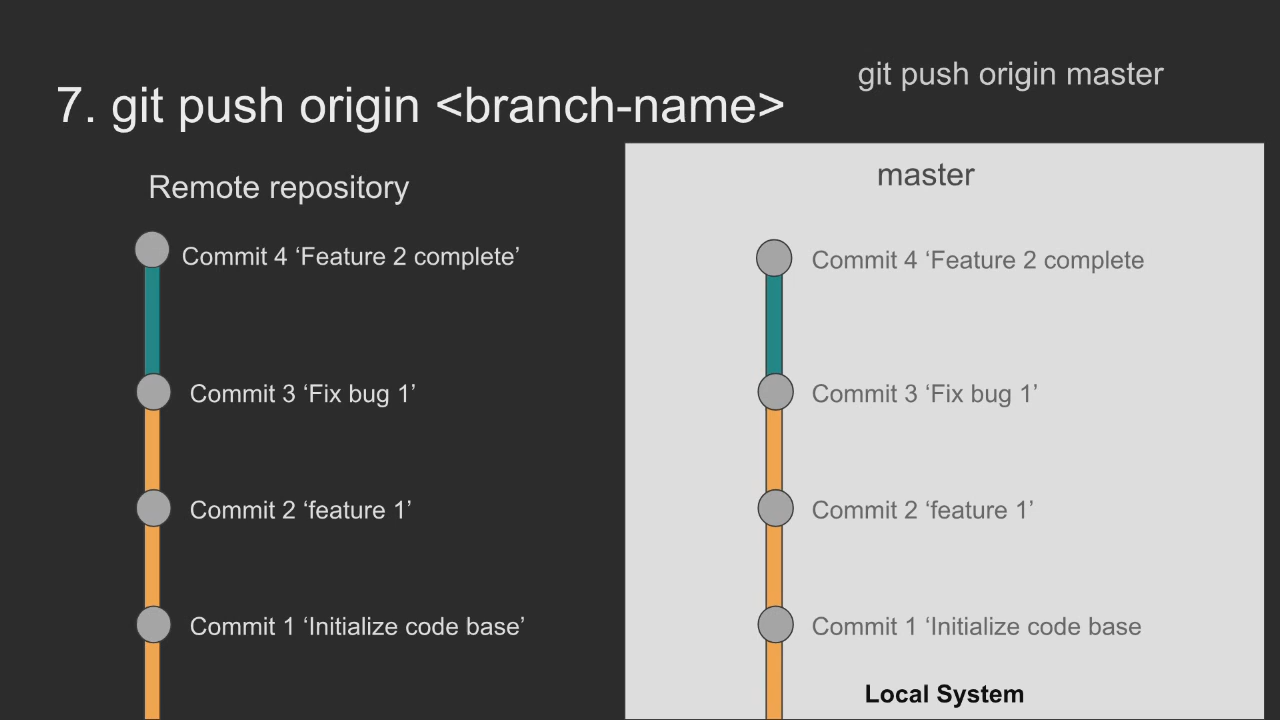 git push origin master
7. git push origin <branch-name>
Remote repository
Commit 4 ‘Feature 2 complete’
Commit 3 ‘Fix bug 1’
Commit 2 ‘feature 1’
Commit 1 ‘Initialize code base’
master
Commit 4 ‘Feature 2 complete
Commit 3 ‘Fix bug 1’
Commit 2 ‘feature 1’
Commit 1 ‘Initialize code base
Local System